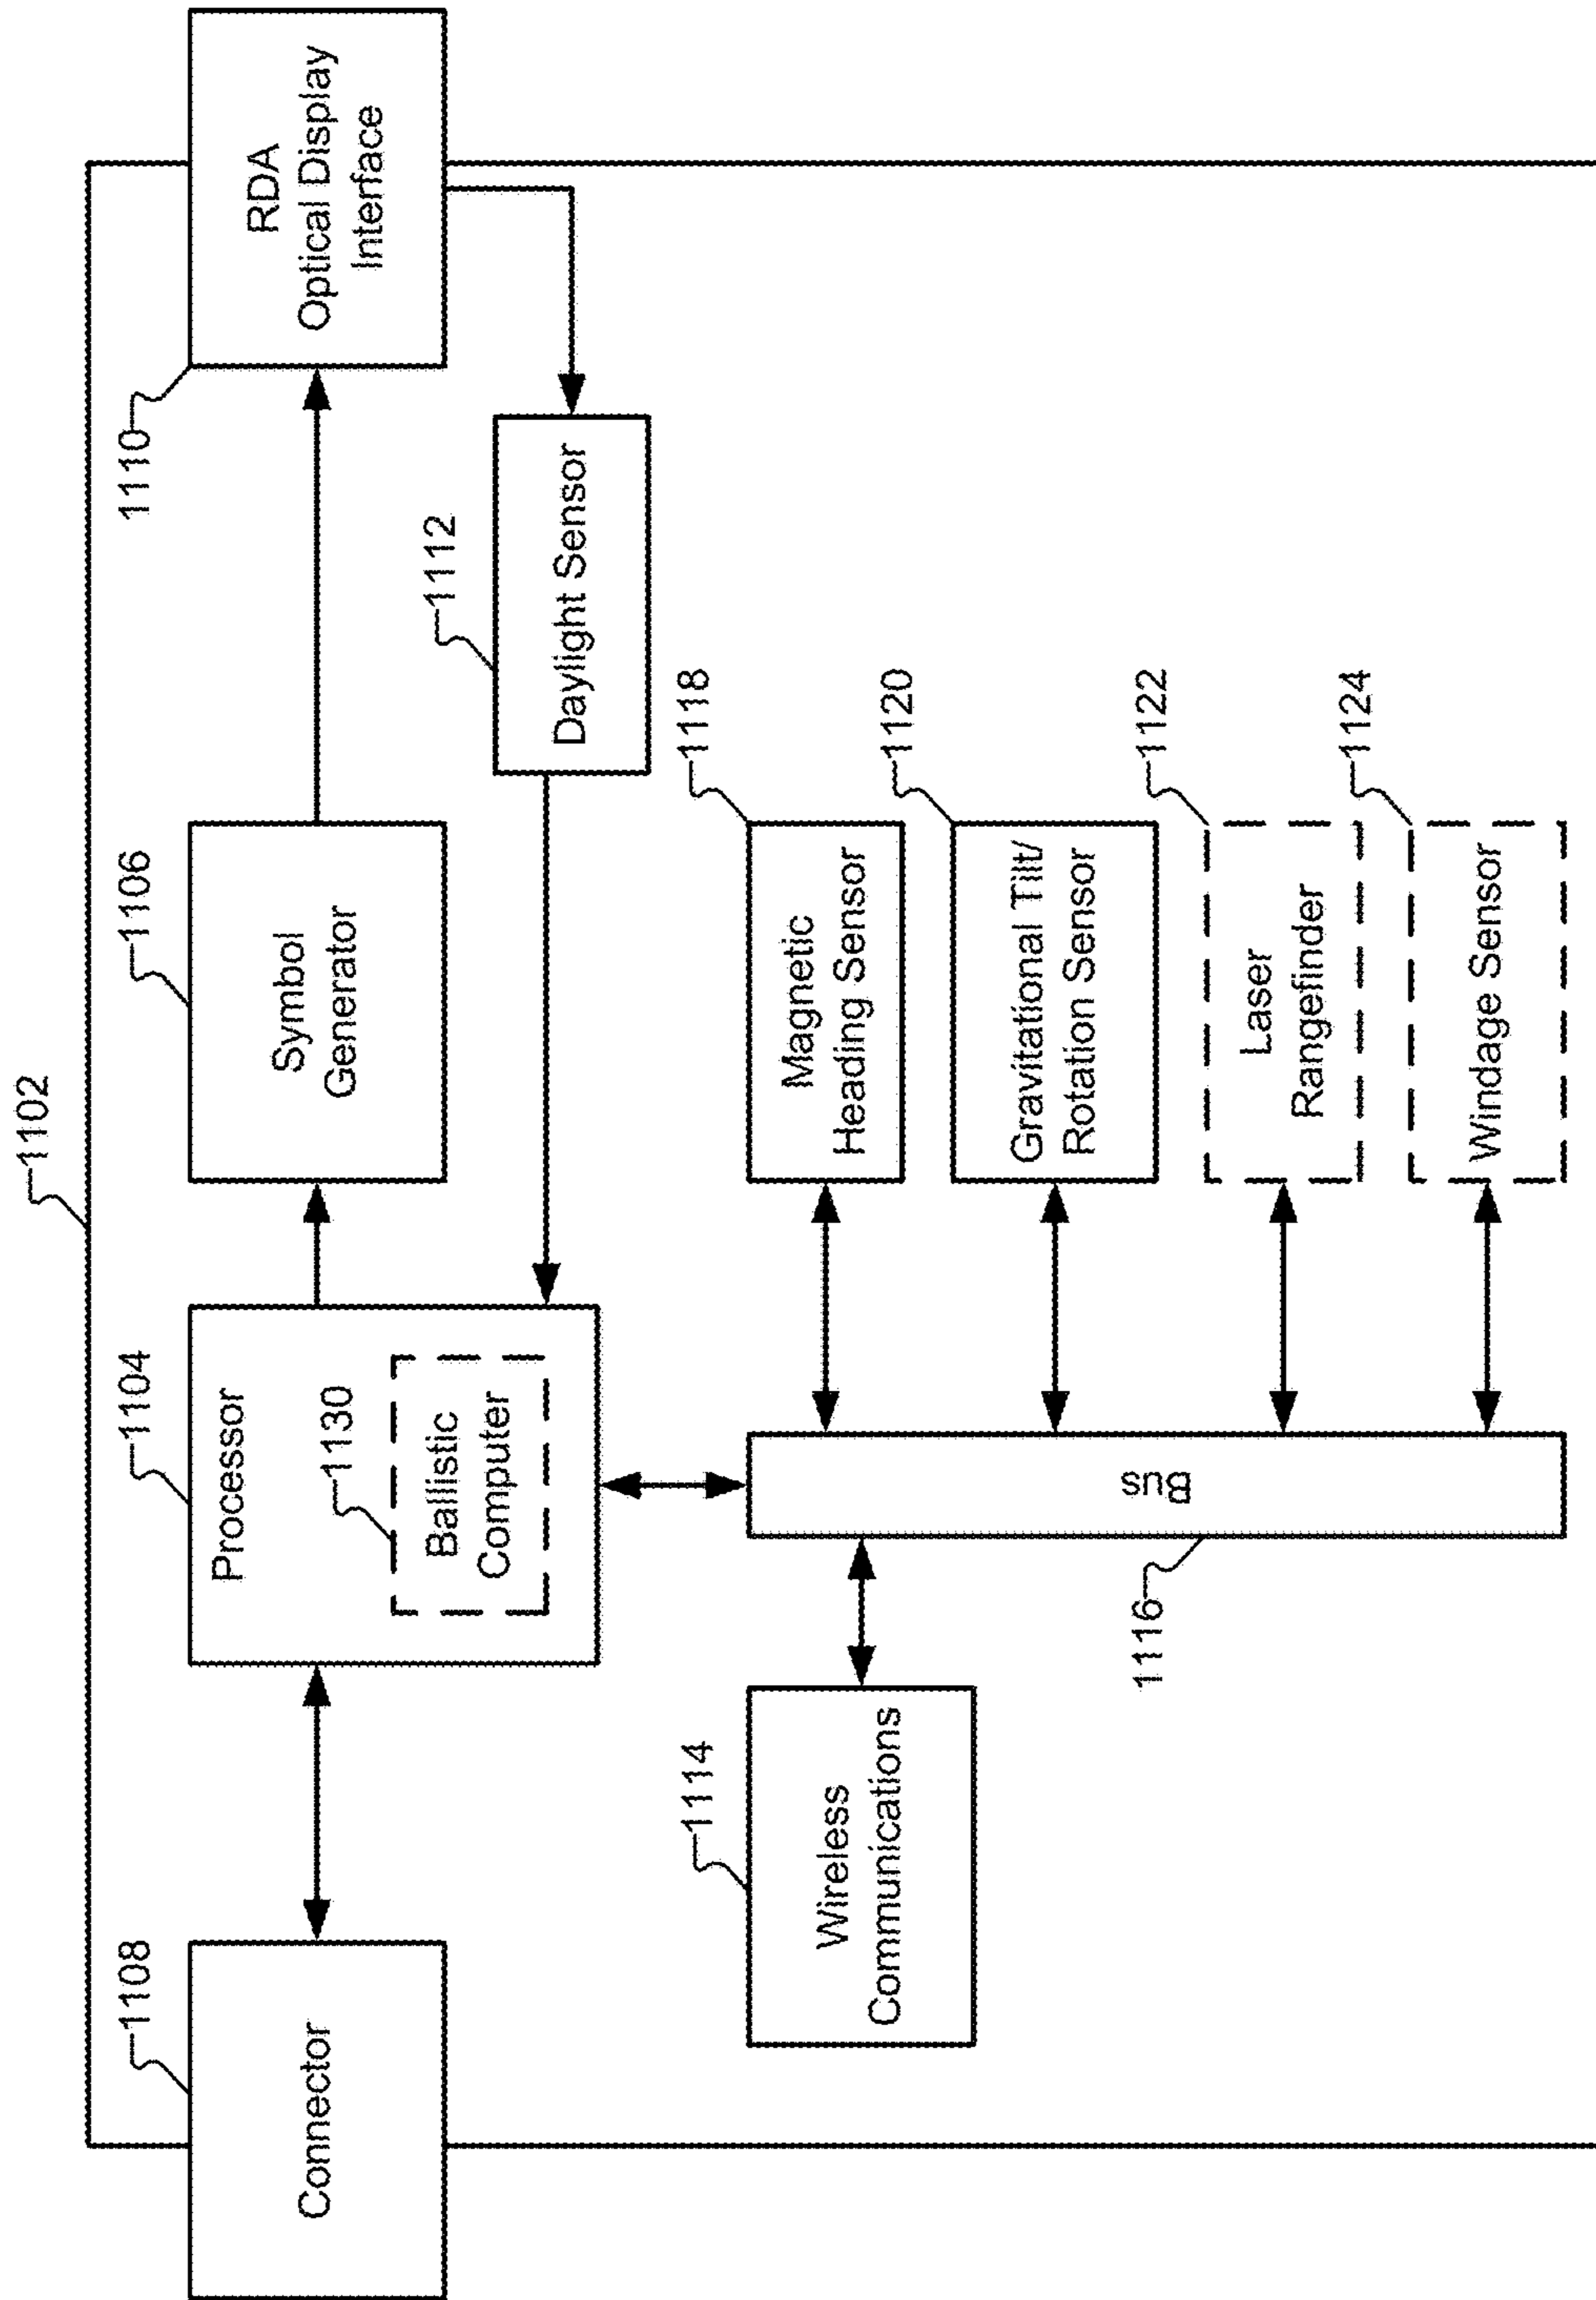 1102
1108
Connector
1104
Processor
1130
Ballistic
Computer
1106
Symbol
Generator
1110
RDA
Optical Display
Interface
1112
Daylight Sensor
1114
Wireless
Communications
1116
Bus
1118
Magnetic
Heading Sensor
1120
Gravitational Tilt/
Rotation Sensor
1122
Laser
Rangefinder
1124
Windage Sensor